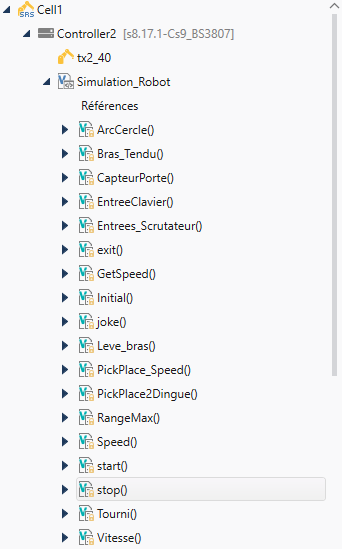 Cell1
SRS
Controller2 [s8.17.1-Cs9_BS3807]
tx2_40
Simulation_Robot
Références
ArcCercle()
Bras_Tendu()
CapteurPorte()
EntreeClavier()
Entrees_Scrutateur()
exit()
GetSpeed()
Initial()
joke()
Leve_bras()
PickPlace_Speed()
PickPlace2Dingue()
RangeMax()
Speed()
start()
stop()
Tourni()
Vitesse()